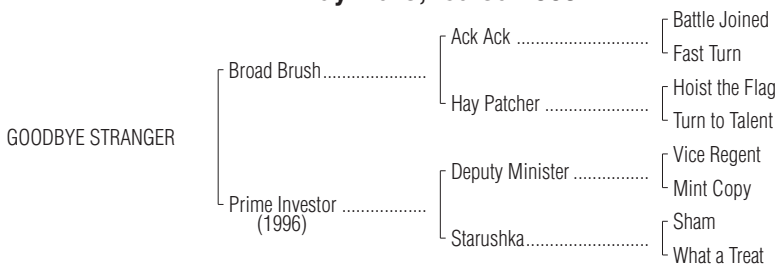 Battle Joined
Ack Ack ..............................
Fast Turn
Broad Brush.......................
Hoist the Flag
Hay Patcher ........................
Turn to Talent
GOODBYE STRANGER
Vice Regent
Deputy Minister .................
Mint Copy
Prime Investor ...................
(1996)
Sham
Starushka............................
What a Treat